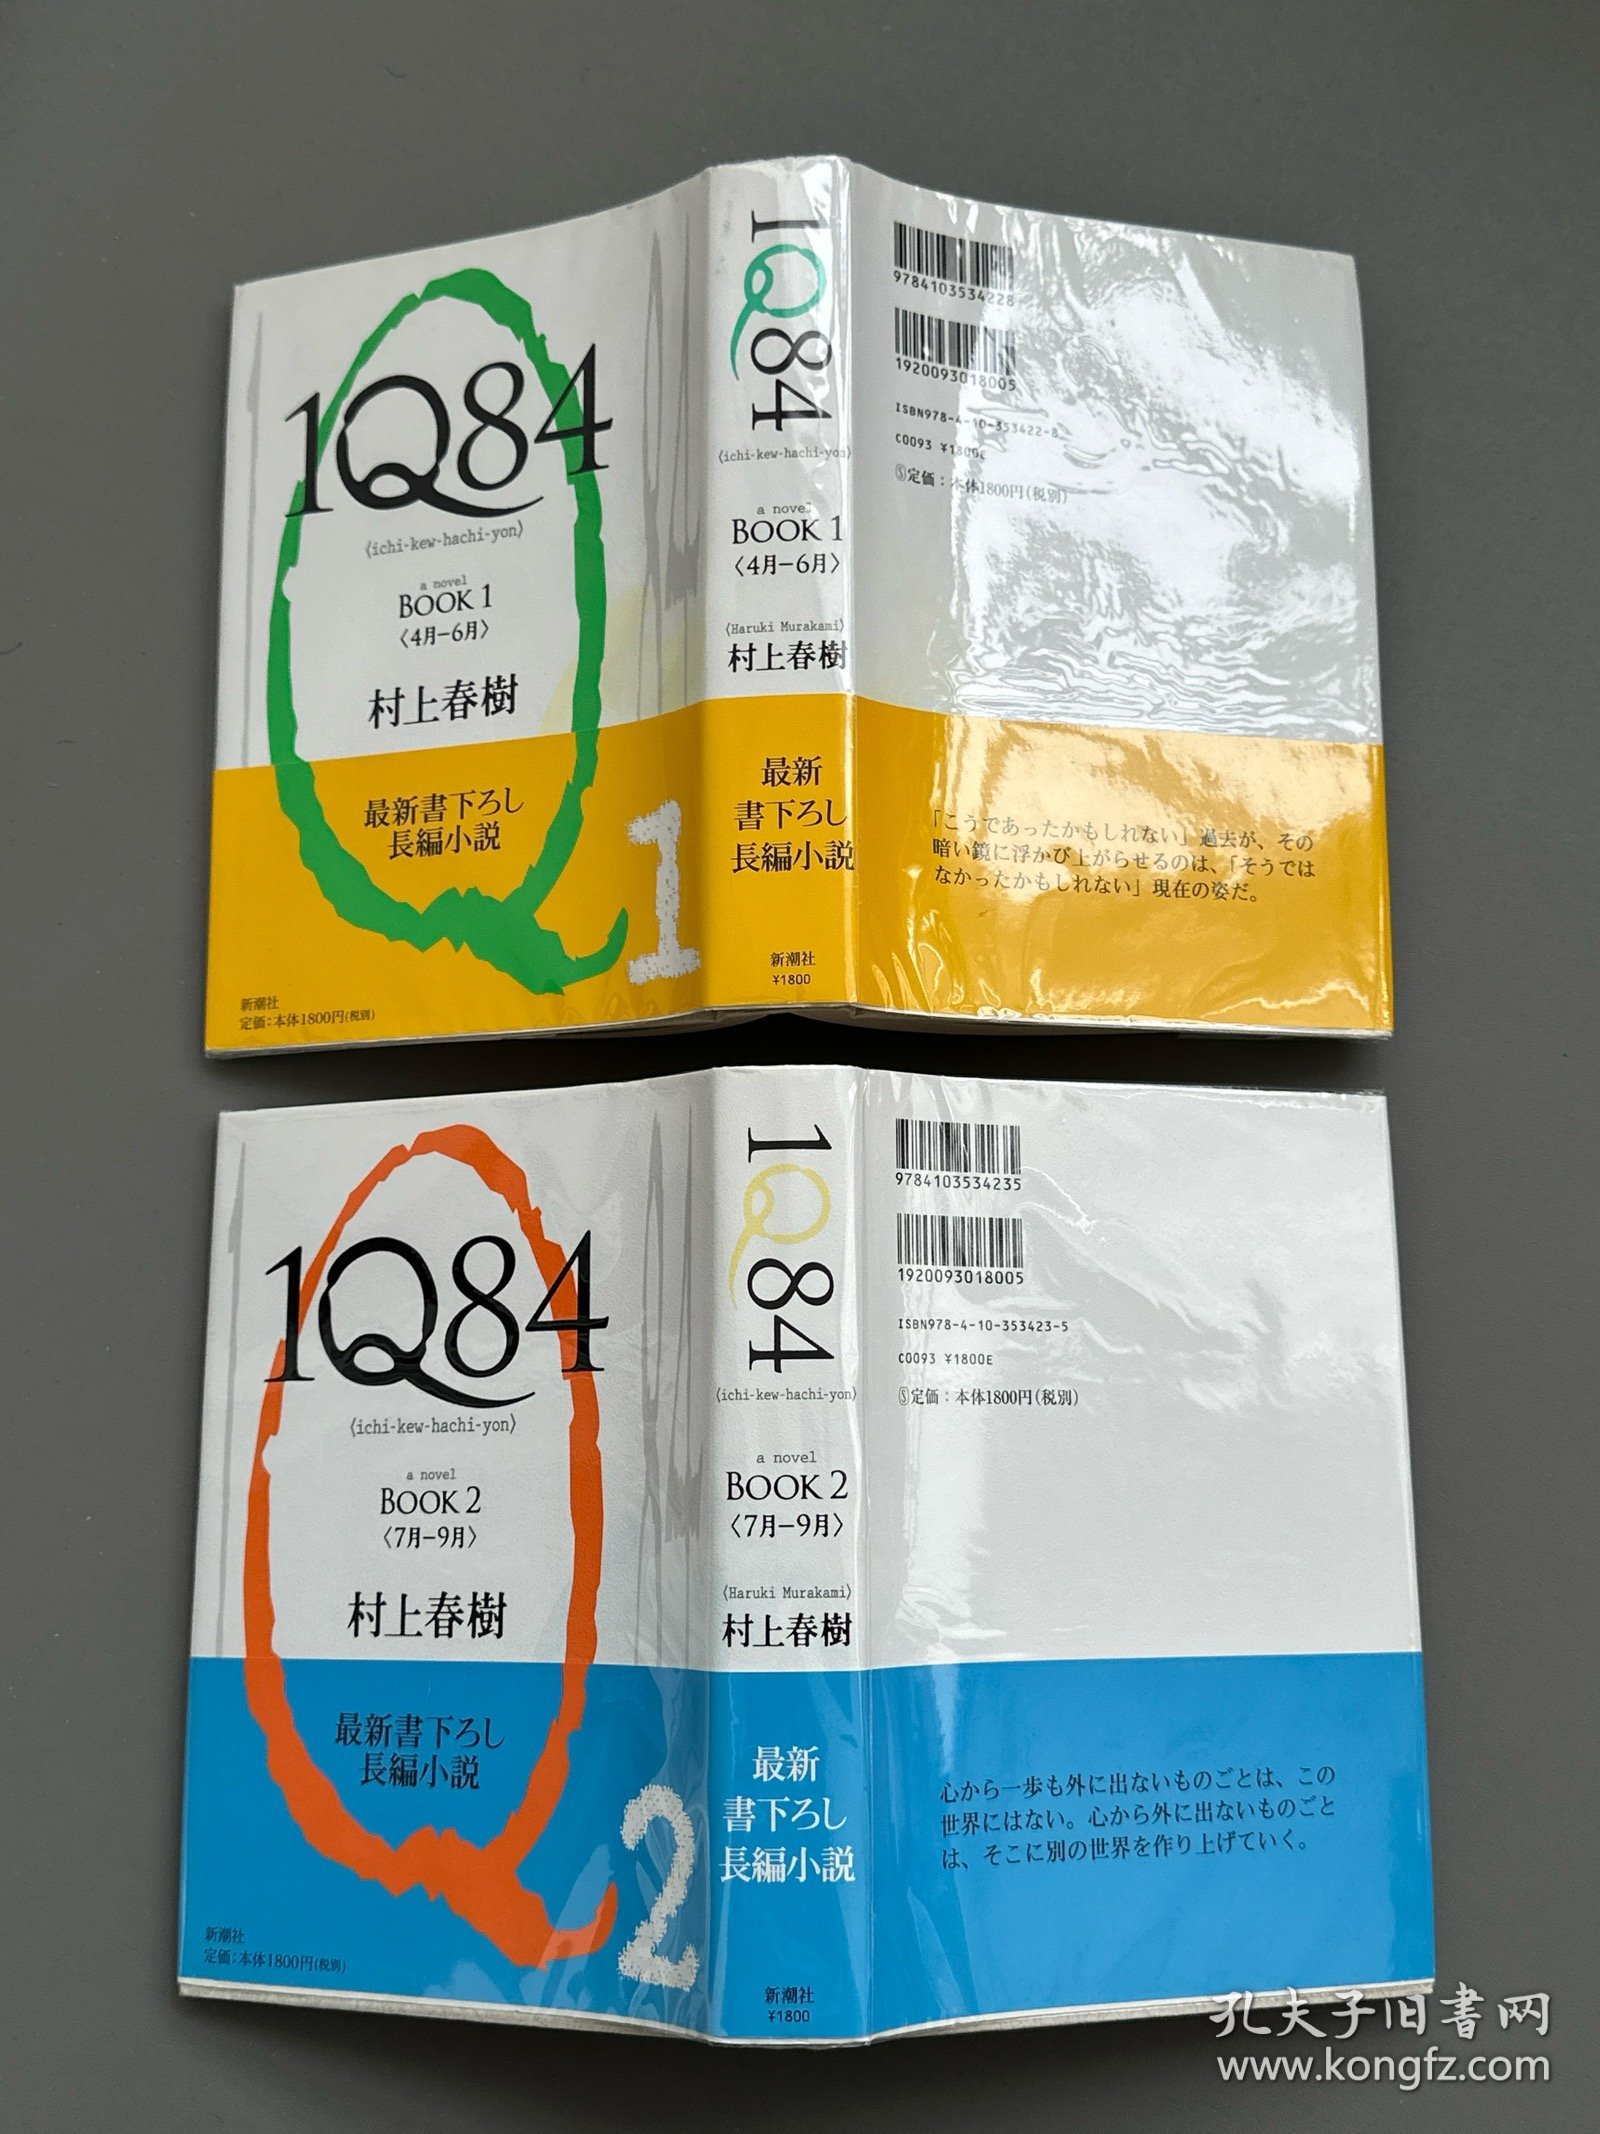 1Q84
〈ichi-kew-hachi-yon〉
a novel
BOOK 1
〈4月-6月〉
村上春樹
最新書下ろし
長編小説
1
新潮社
定価:本体1800円(税別)
1Q84
〈ichi-kew-hachi-yon〉
a novel
BOOK 1
〈4月-6月〉
〈Haruki Murakami〉
村上春樹
最新
書下ろし
長編小説
新潮社
¥1800
9784103534228
1920093018005
ISBN978-4-10-353422-8
C0093 ¥1800E
Ⓢ定価:本体1800円(税別)
「こうであったかもしれない」過去が、その
暗い鏡に浮かび上がらせるのは、「そうでは
なかったかもしれない」現在の姿だ。
1Q84
〈ichi-kew-hachi-yon〉
a novel
BOOK 2
〈7月-9月〉
村上春樹
最新書下ろし
長編小説
2
新潮社
定価:本体1800円(税別)
1Q84
〈ichi-kew-hachi-yon〉
a novel
BOOK 2
〈7月-9月〉
〈Haruki Murakami〉
村上春樹
最新
書下ろし
長編小説
新潮社
¥1800
9784103534235
1920093018005
ISBN978-4-10-353423-5
C0093 ¥1800E
Ⓢ定価:本体1800円(税別)
心から一歩も外に出ないものごとは、この
世界にはない。心から外に出ないものごと
は、そこに別の世界を作り上げていく。
孔夫子旧书网
www.kongfz.com